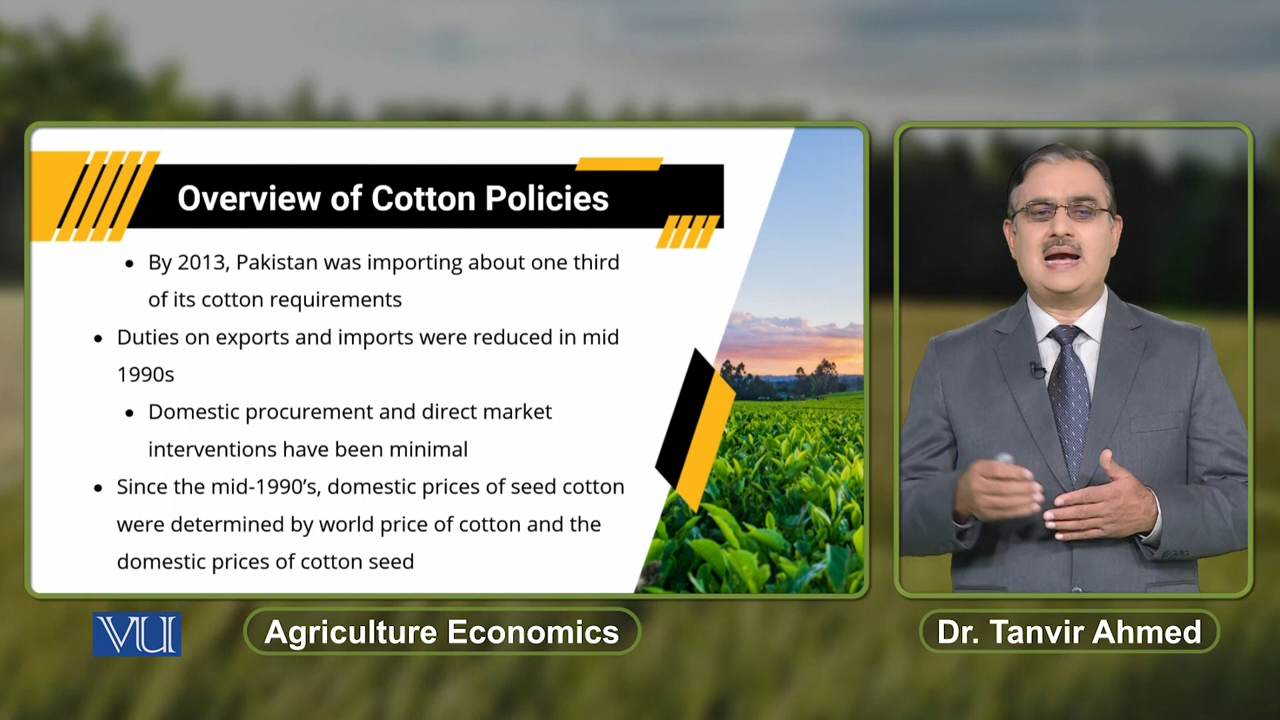 Overview of Cotton Policies
• By 2013, Pakistan was importing about one third
of its cotton requirements
• Duties on exports and imports were reduced in mid
1990s
• Domestic procurement and direct market
interventions have been minimal
• Since the mid-1990’s, domestic prices of seed cotton
were determined by world price of cotton and the
domestic prices of cotton seed
VU
Agriculture Economics
Dr. Tanvir Ahmed